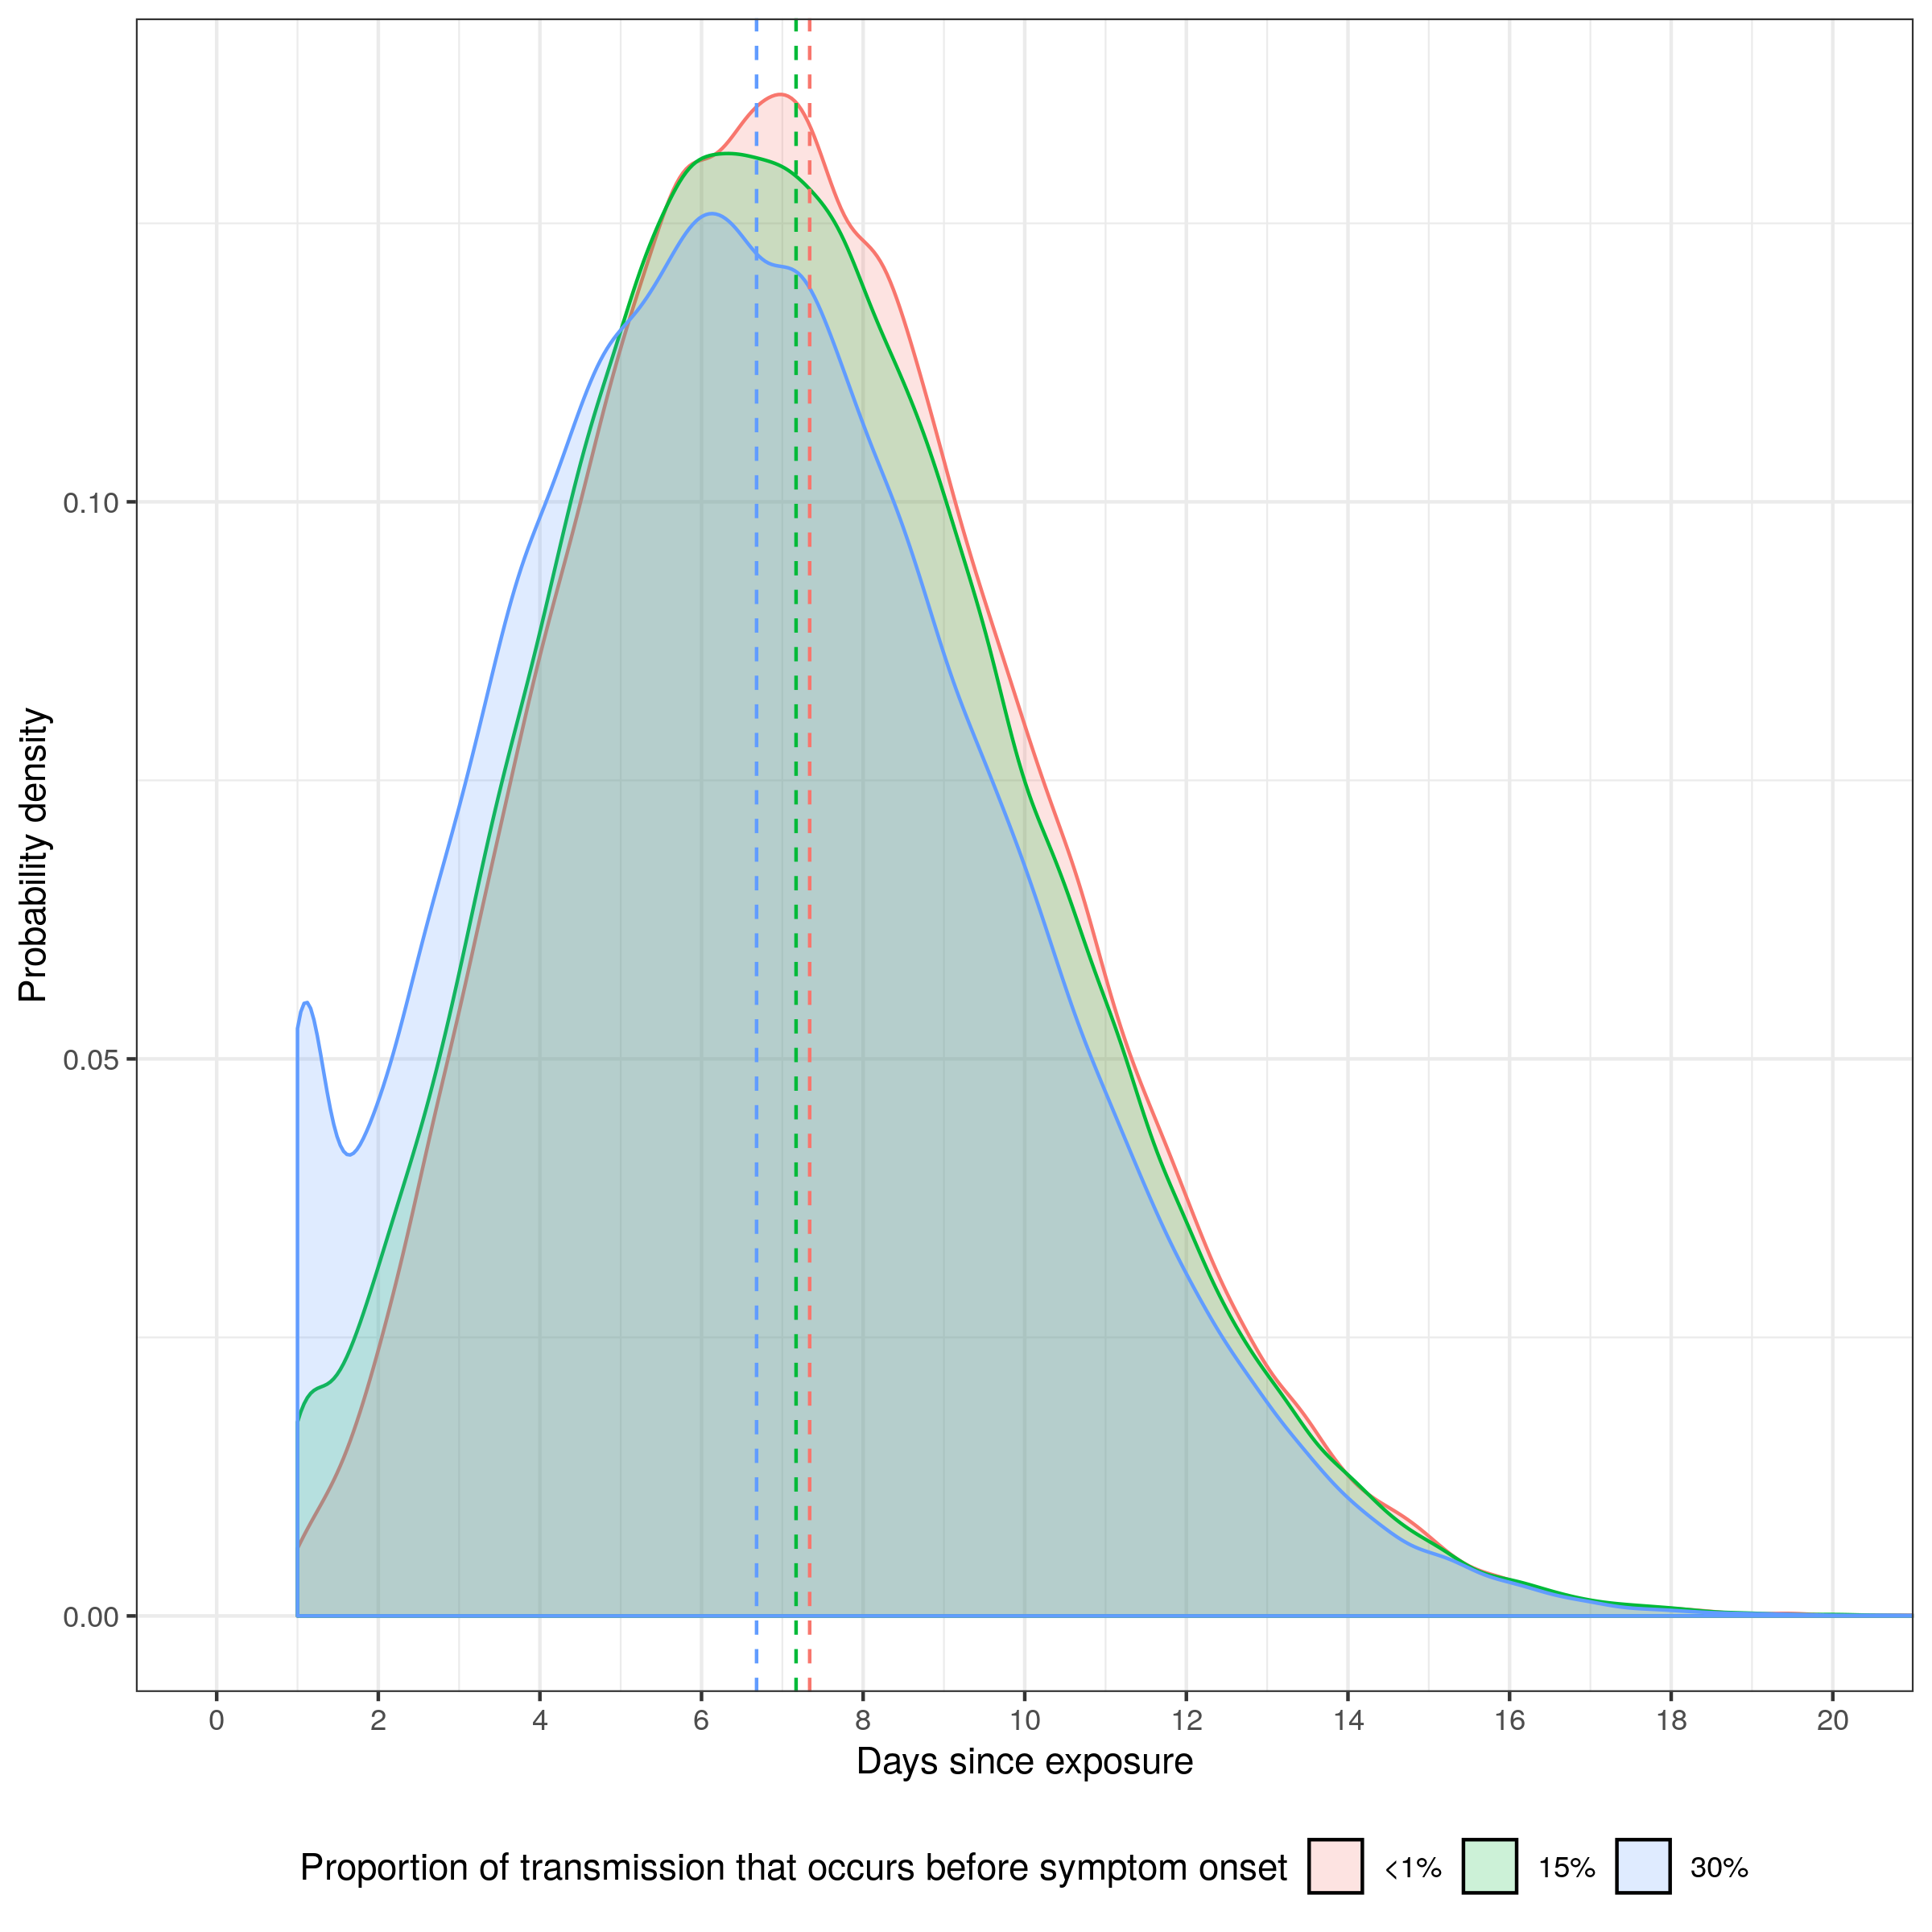 Probability density
0.10
0.05
0.00
0 2 4 6 8 10 12 14 16 18 20
Days since exposure
Proportion of transmission that occurs before symptom onset <1% 15% 30%